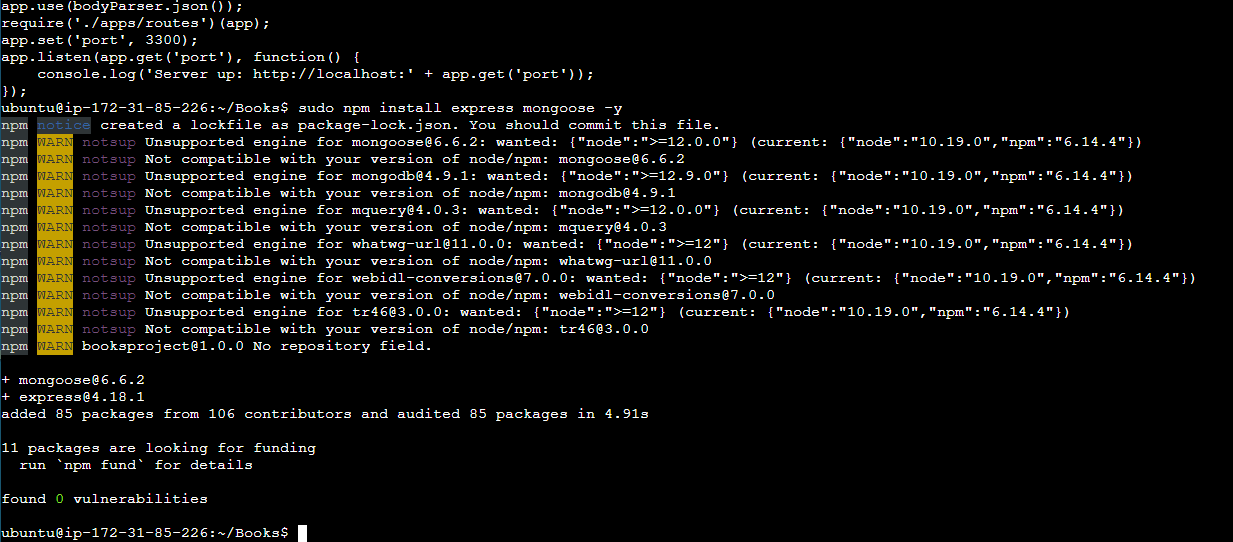 app.use(bodyParser.json());
require('./apps/routes')(app);
app.set('port', 3300);
app.listen(app.get('port'), function() {
    console.log('Server up: http://localhost:' + app.get('port'));
});
ubuntu@ip-172-31-85-226:~/Books$ sudo npm install express mongoose -y
npm notice created a lockfile as package-lock.json. You should commit this file.
npm WARN notsup Unsupported engine for mongoose@6.6.2: wanted: {"node":">=12.0.0"} (current: {"node":"10.19.0","npm":"6.14.4"})
npm WARN notsup Not compatible with your version of node/npm: mongoose@6.6.2
npm WARN notsup Unsupported engine for mongodb@4.9.1: wanted: {"node":">=12.9.0"} (current: {"node":"10.19.0","npm":"6.14.4"})
npm WARN notsup Not compatible with your version of node/npm: mongodb@4.9.1
npm WARN notsup Unsupported engine for mquery@4.0.3: wanted: {"node":">=12.0.0"} (current: {"node":"10.19.0","npm":"6.14.4"})
npm WARN notsup Not compatible with your version of node/npm: mquery@4.0.3
npm WARN notsup Unsupported engine for whatwg-url@11.0.0: wanted: {"node":">=12"} (current: {"node":"10.19.0","npm":"6.14.4"})
npm WARN notsup Not compatible with your version of node/npm: whatwg-url@11.0.0
npm WARN notsup Unsupported engine for webidl-conversions@7.0.0: wanted: {"node":">=12"} (current: {"node":"10.19.0","npm":"6.14.4"})
npm WARN notsup Not compatible with your version of node/npm: webidl-conversions@7.0.0
npm WARN notsup Unsupported engine for tr46@3.0.0: wanted: {"node":">=12"} (current: {"node":"10.19.0","npm":"6.14.4"})
npm WARN notsup Not compatible with your version of node/npm: tr46@3.0.0
npm WARN booksproject@1.0.0 No repository field.
+ mongoose@6.6.2
+ express@4.18.1
added 85 packages from 106 contributors and audited 85 packages in 4.91s
11 packages are looking for funding
  run `npm fund` for details
found 0 vulnerabilities
ubuntu@ip-172-31-85-226:~/Books$